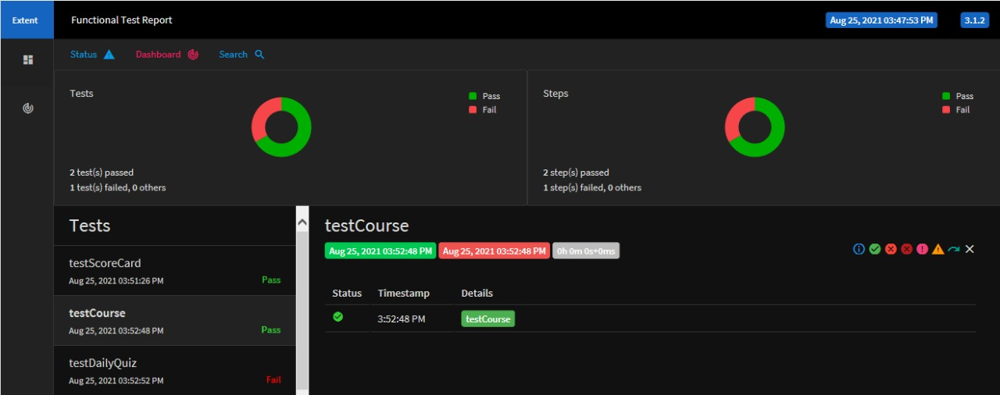 Extent
Functional Test Report
Aug 25, 2021 03:47:53 PM
3.1.2
Status
Dashboard
Search
Tests
Pass
Fail
2 test(s) passed
1 test(s) failed, 0 others
Steps
Pass
Fail
2 step(s) passed
1 step(s) failed, 0 others
Tests
testScoreCard
Aug 25, 2021 03:51:26 PM Pass
testCourse
Aug 25, 2021 03:52:48 PM Pass
testDailyQuiz
Aug 25, 2021 03:52:52 PM Fail
testCourse
Aug 25, 2021 03:52:48 PM Aug 25, 2021 03:52:48 PM 0h 0m 0s+0ms
Status Timestamp Details
3:52:48 PM testCourse